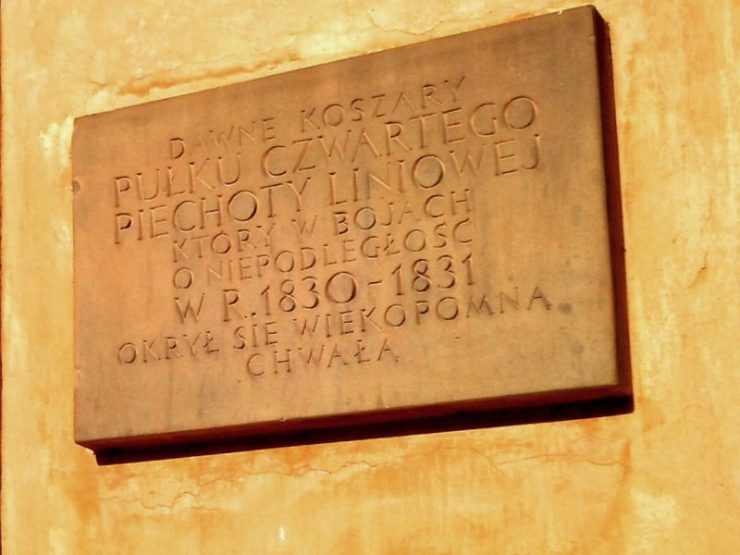 DAWNE KOSZARY
PUŁKU CZWARTEGO
PIECHOTY LINIOWEJ
KTÓRY W BOJACH
O NIEPODLEGŁOŚĆ
W R. 1830-1831
OKRYŁ SIĘ WIEKOPOMNĄ
CHWAŁĄ